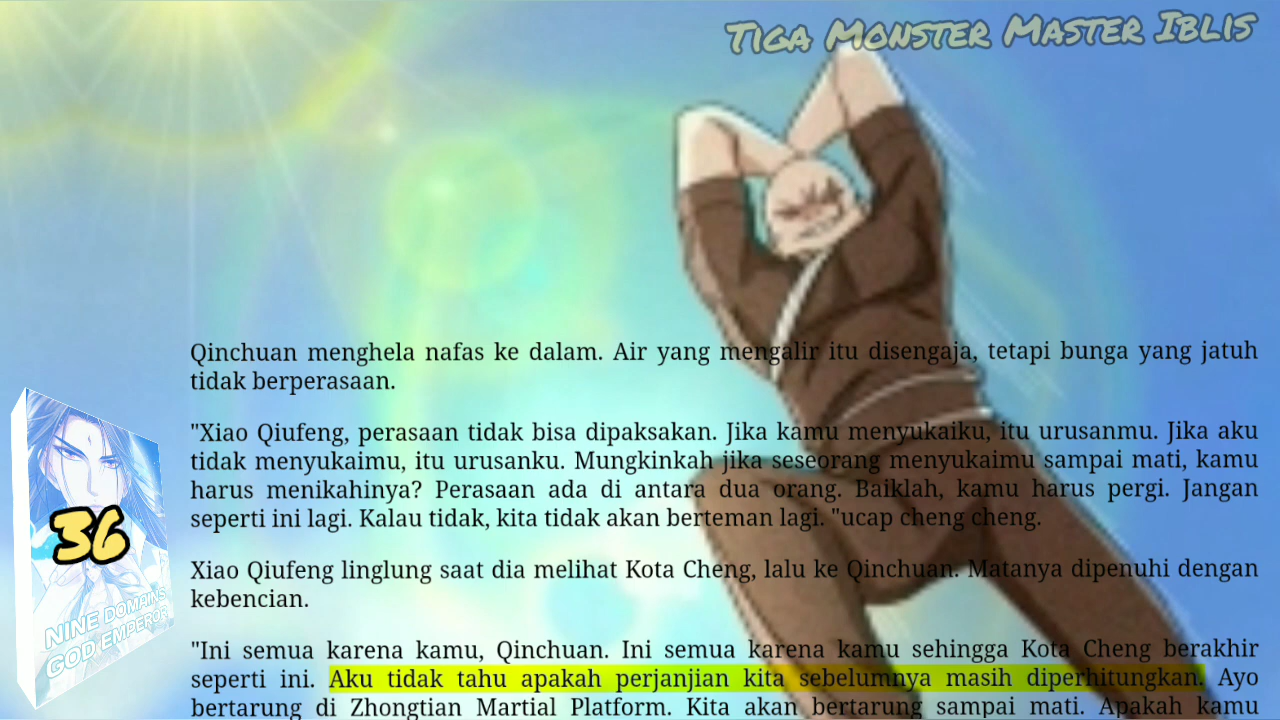 Tiga Monster Master Iblis
Qinchuan menghela nafas ke dalam. Air yang mengalir itu disengaja, tetapi bunga yang jatuh
tidak berperasaan.
"Xiao Qiufeng, perasaan tidak bisa dipaksakan. Jika kamu menyukaiku, itu urusanmu. Jika aku
tidak menyukaimu, itu urusanku. Mungkinkah jika seseorang menyukaimu sampai mati, kamu
harus menikahinya? Perasaan ada di antara dua orang. Baiklah, kamu harus pergi. Jangan
seperti ini lagi. Kalau tidak, kita tidak akan berteman lagi. "ucap cheng cheng.
Xiao Qiufeng linglung saat dia melihat Kota Cheng, lalu ke Qinchuan. Matanya dipenuhi dengan
kebencian.
"Ini semua karena kamu, Qinchuan. Ini semua karena kamu sehingga Kota Cheng berakhir
seperti ini. Aku tidak tahu apakah perjanjian kita sebelumnya masih diperhitungkan. Ayo
bertarung di Zhongtian Martial Platform. Kita akan bertarung sampai mati. Apakah kamu
36
NINE DOMAINS
GOD EMPEROR